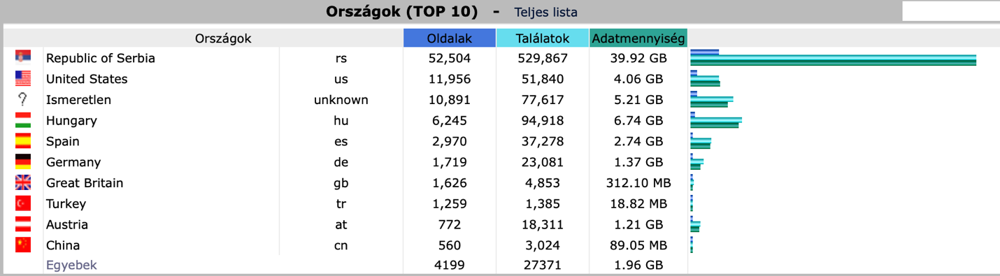 Országok (TOP 10) - Teljes lista
Országok Oldalak Találatok Adatmennyiség
Republic of Serbia rs 52,504 529,867 39.92 GB
United States us 11,956 51,840 4.06 GB
? Ismeretlen unknown 10,891 77,617 5.21 GB
Hungary hu 6,245 94,918 6.74 GB
Spain es 2,970 37,278 2.74 GB
Germany de 1,719 23,081 1.37 GB
Great Britain gb 1,626 4,853 312.10 MB
Turkey tr 1,259 1,385 18.82 MB
Austria at 772 18,311 1.21 GB
China cn 560 3,024 89.05 MB
Egyebek 4199 27371 1.96 GB